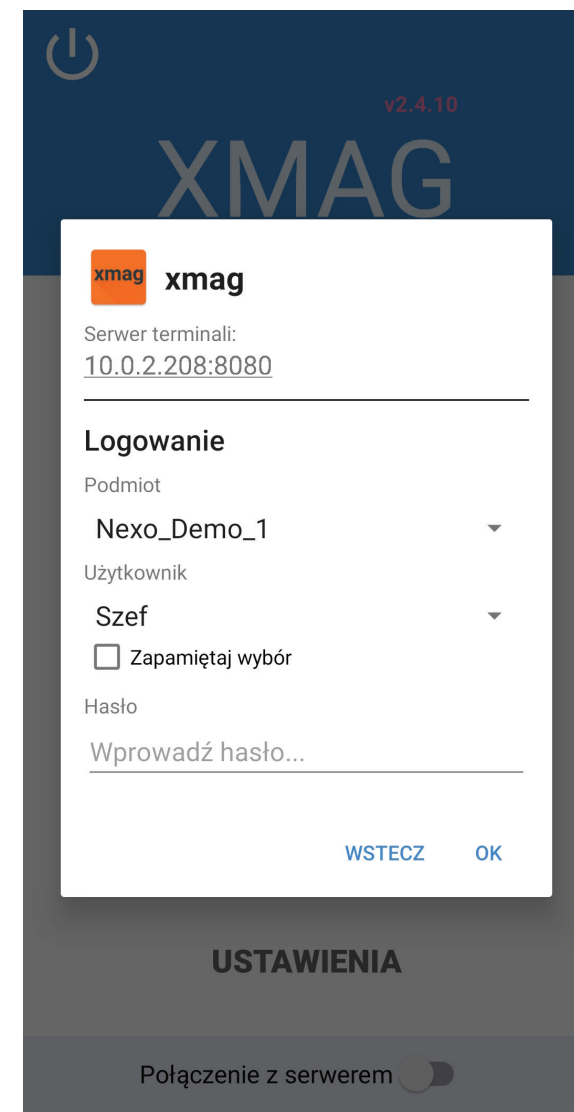 v2.4.10
XMAG
xmag xmag
Serwer terminali:
10.0.2.208:8080
Logowanie
Podmiot
Nexo_Demo_1
Użytkownik
Szef
Zapamiętaj wybór
Hasło
Wprowadź hasło...
WSTECZ OK
USTAWIENIA
Połączenie z serwerem